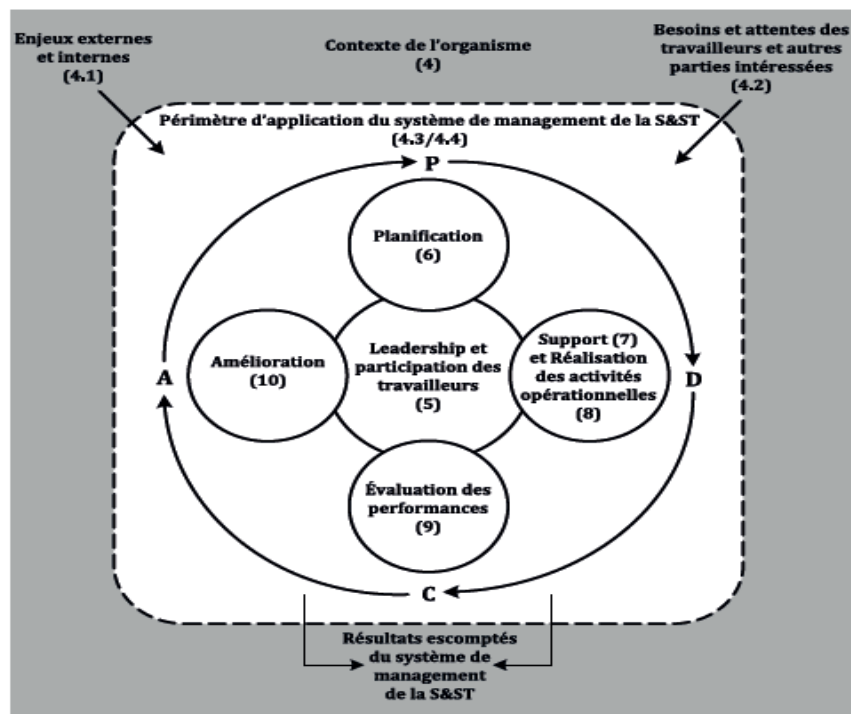 Enjeux externes
et internes
(4.1)
Contexte de l'organisme
(4)
Besoins et attentes des
travailleurs et autres
parties intéressées
(4.2)
Périmètre d'application du système de management de la S&ST
(4.3/4.4)
P
Planification
(6)
A
Amélioration
(10)
Leadership et
participation des
travailleurs
(5)
Support (7)
et Réalisation
des activités
opérationnelles
(8)
D
Évaluation des
performances
(9)
C
Résultats escomptés
du système de
management
de la S&ST